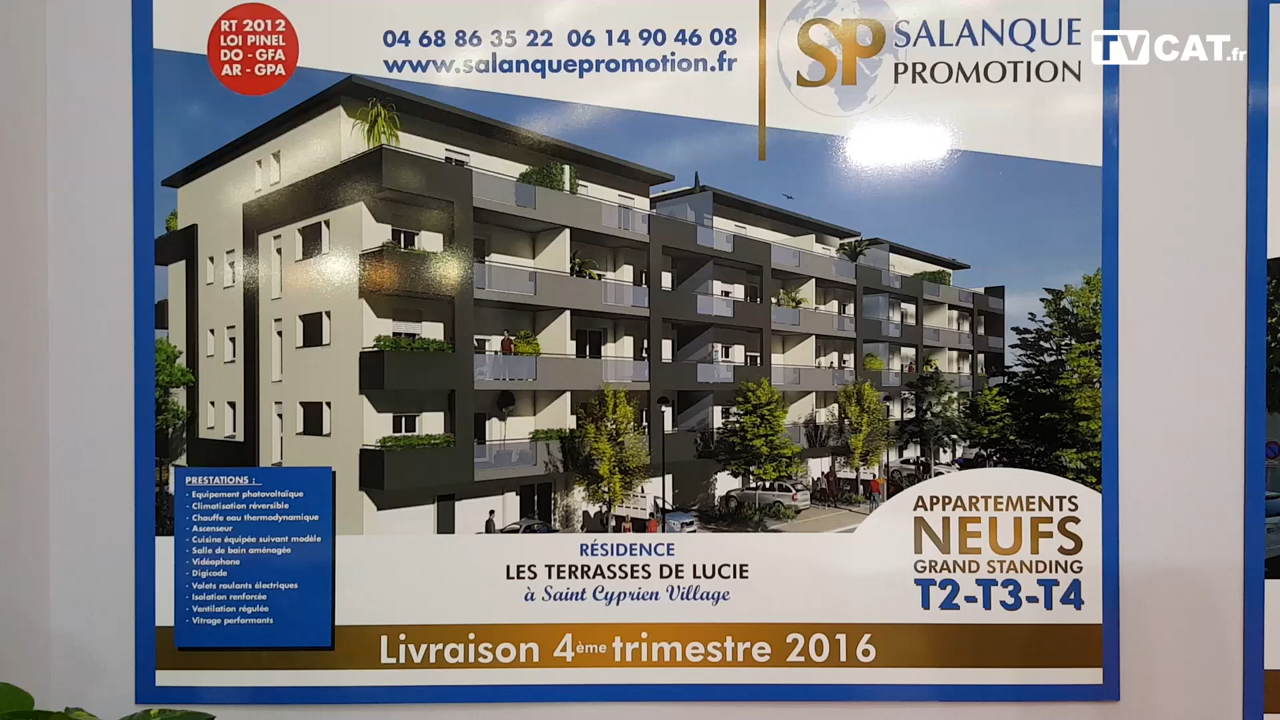 RT 2012
LOI PINEL
DO - GFA
AR - GPA
04 68 86 35 22 06 14 90 46 08
www.salanquepromotion.fr
SP
SALANQUE
PROMOTION
TVCAT.fr
PRESTATIONS :
- Equipement photovoltaïque
- Climatisation réversible
- Chauffe eau thermodynamique
- Ascenseur
- Cuisine équipée suivant modèle
- Salle de bain aménagée
- Vidéophone
- Digicode
- Volets roulants électriques
- Isolation renforcée
- Ventilation régulée
- Vitrage performants
RÉSIDENCE
LES TERRASSES DE LUCIE
à Saint Cyprien Village
APPARTEMENTS
NEUFS
GRAND STANDING
T2-T3-T4
Livraison 4ème trimestre 2016